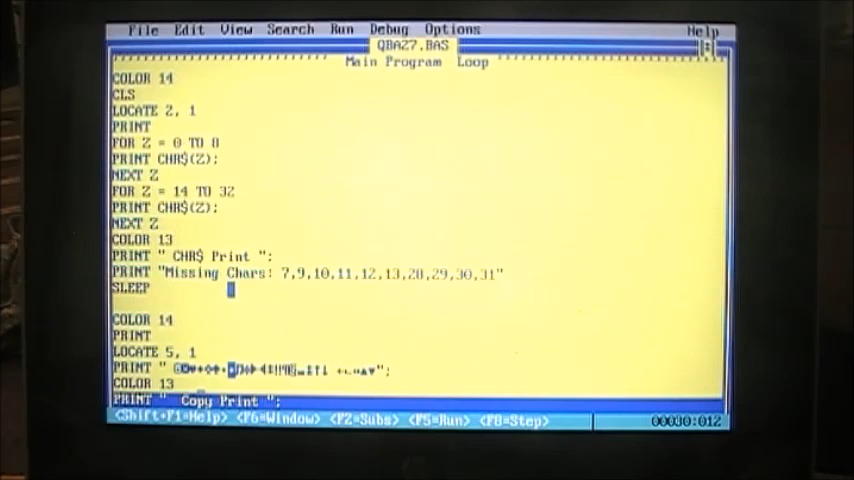 File Edit View Search Run Debug Options Help
QBA27.BAS
Main Program Loop
COLOR 14
CLS
LOCATE 2, 1
PRINT
FOR Z = 0 TO 8
PRINT CHR$(Z);
NEXT Z
FOR Z = 14 TO 32
PRINT CHR$(Z);
NEXT Z
COLOR 13
PRINT " CHR$ Print ";
PRINT "Missing Chars: 7,9,10,11,12,13,28,29,30,31"
SLEEP
COLOR 14
PRINT
LOCATE 5, 1
PRINT "
COLOR 13
PRINT "  Copy Print ";
<Shift+F1=Help> <F6=Window> <F2=Subs> <F5=Run> <F8=Step> 00030:012